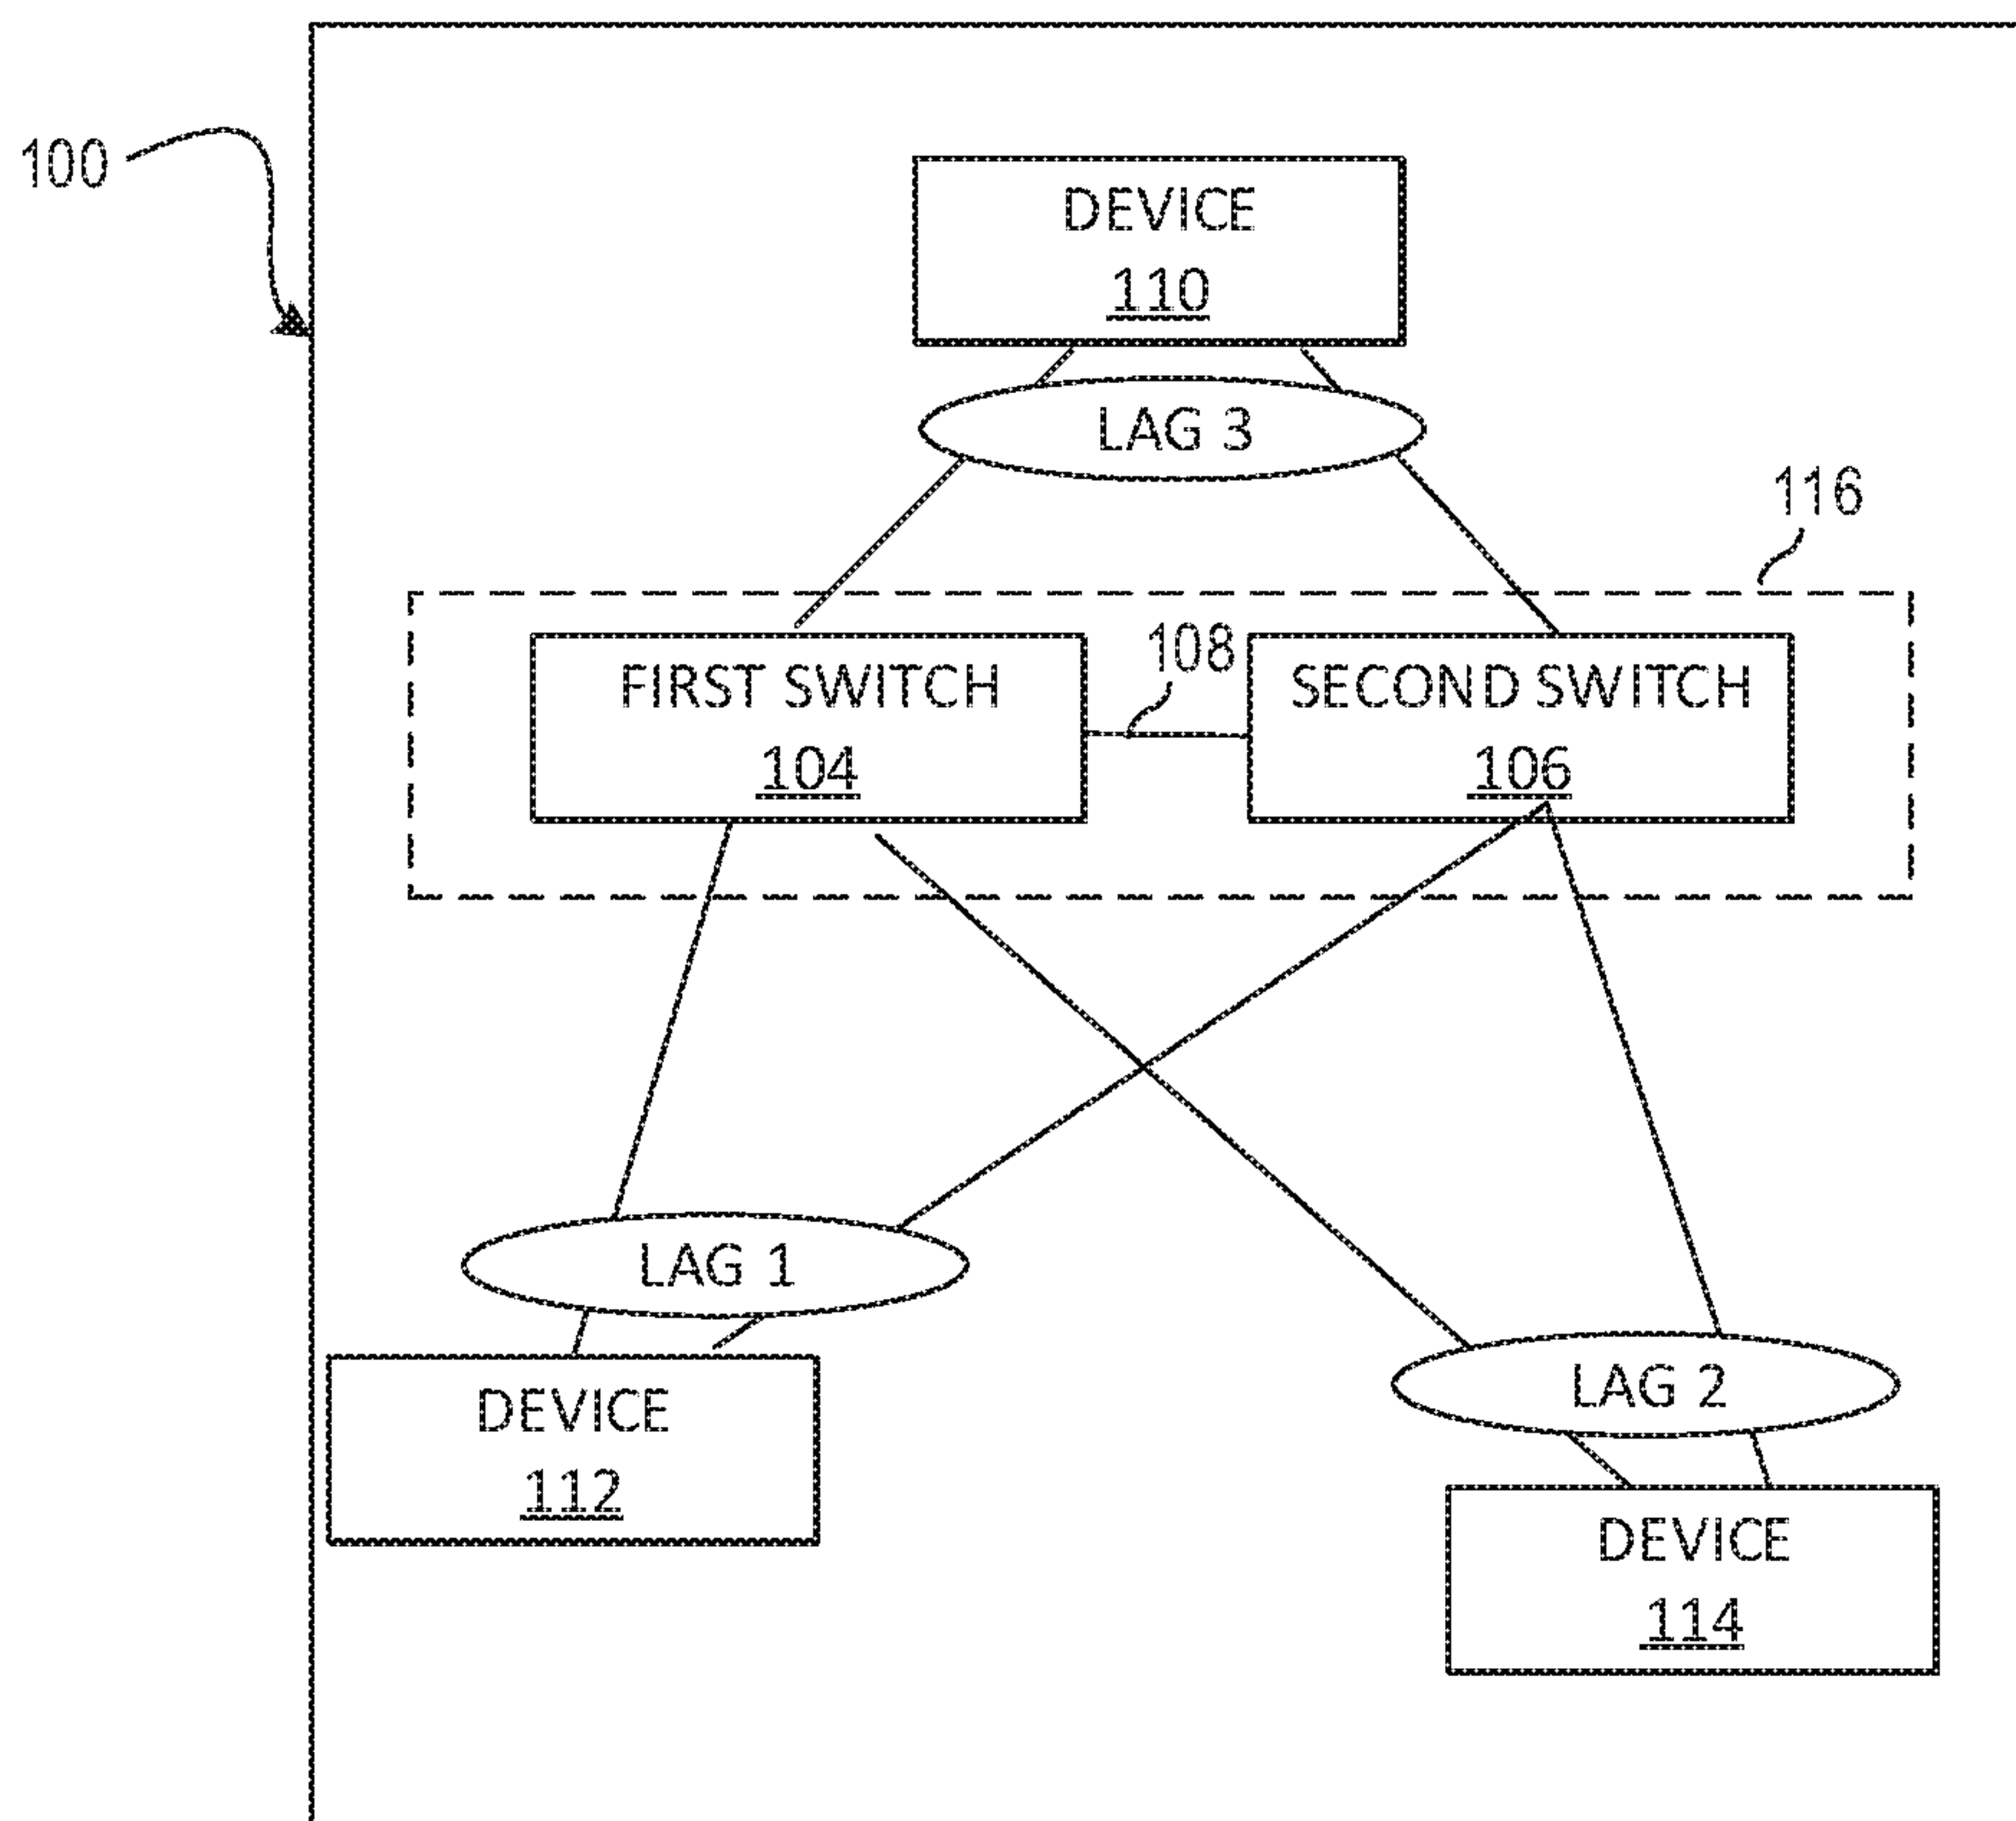 100
DEVICE
110
LAG 3
116
108
FIRST SWITCH
104
SECOND SWITCH
106
LAG 1
LAG 2
DEVICE
112
DEVICE
114